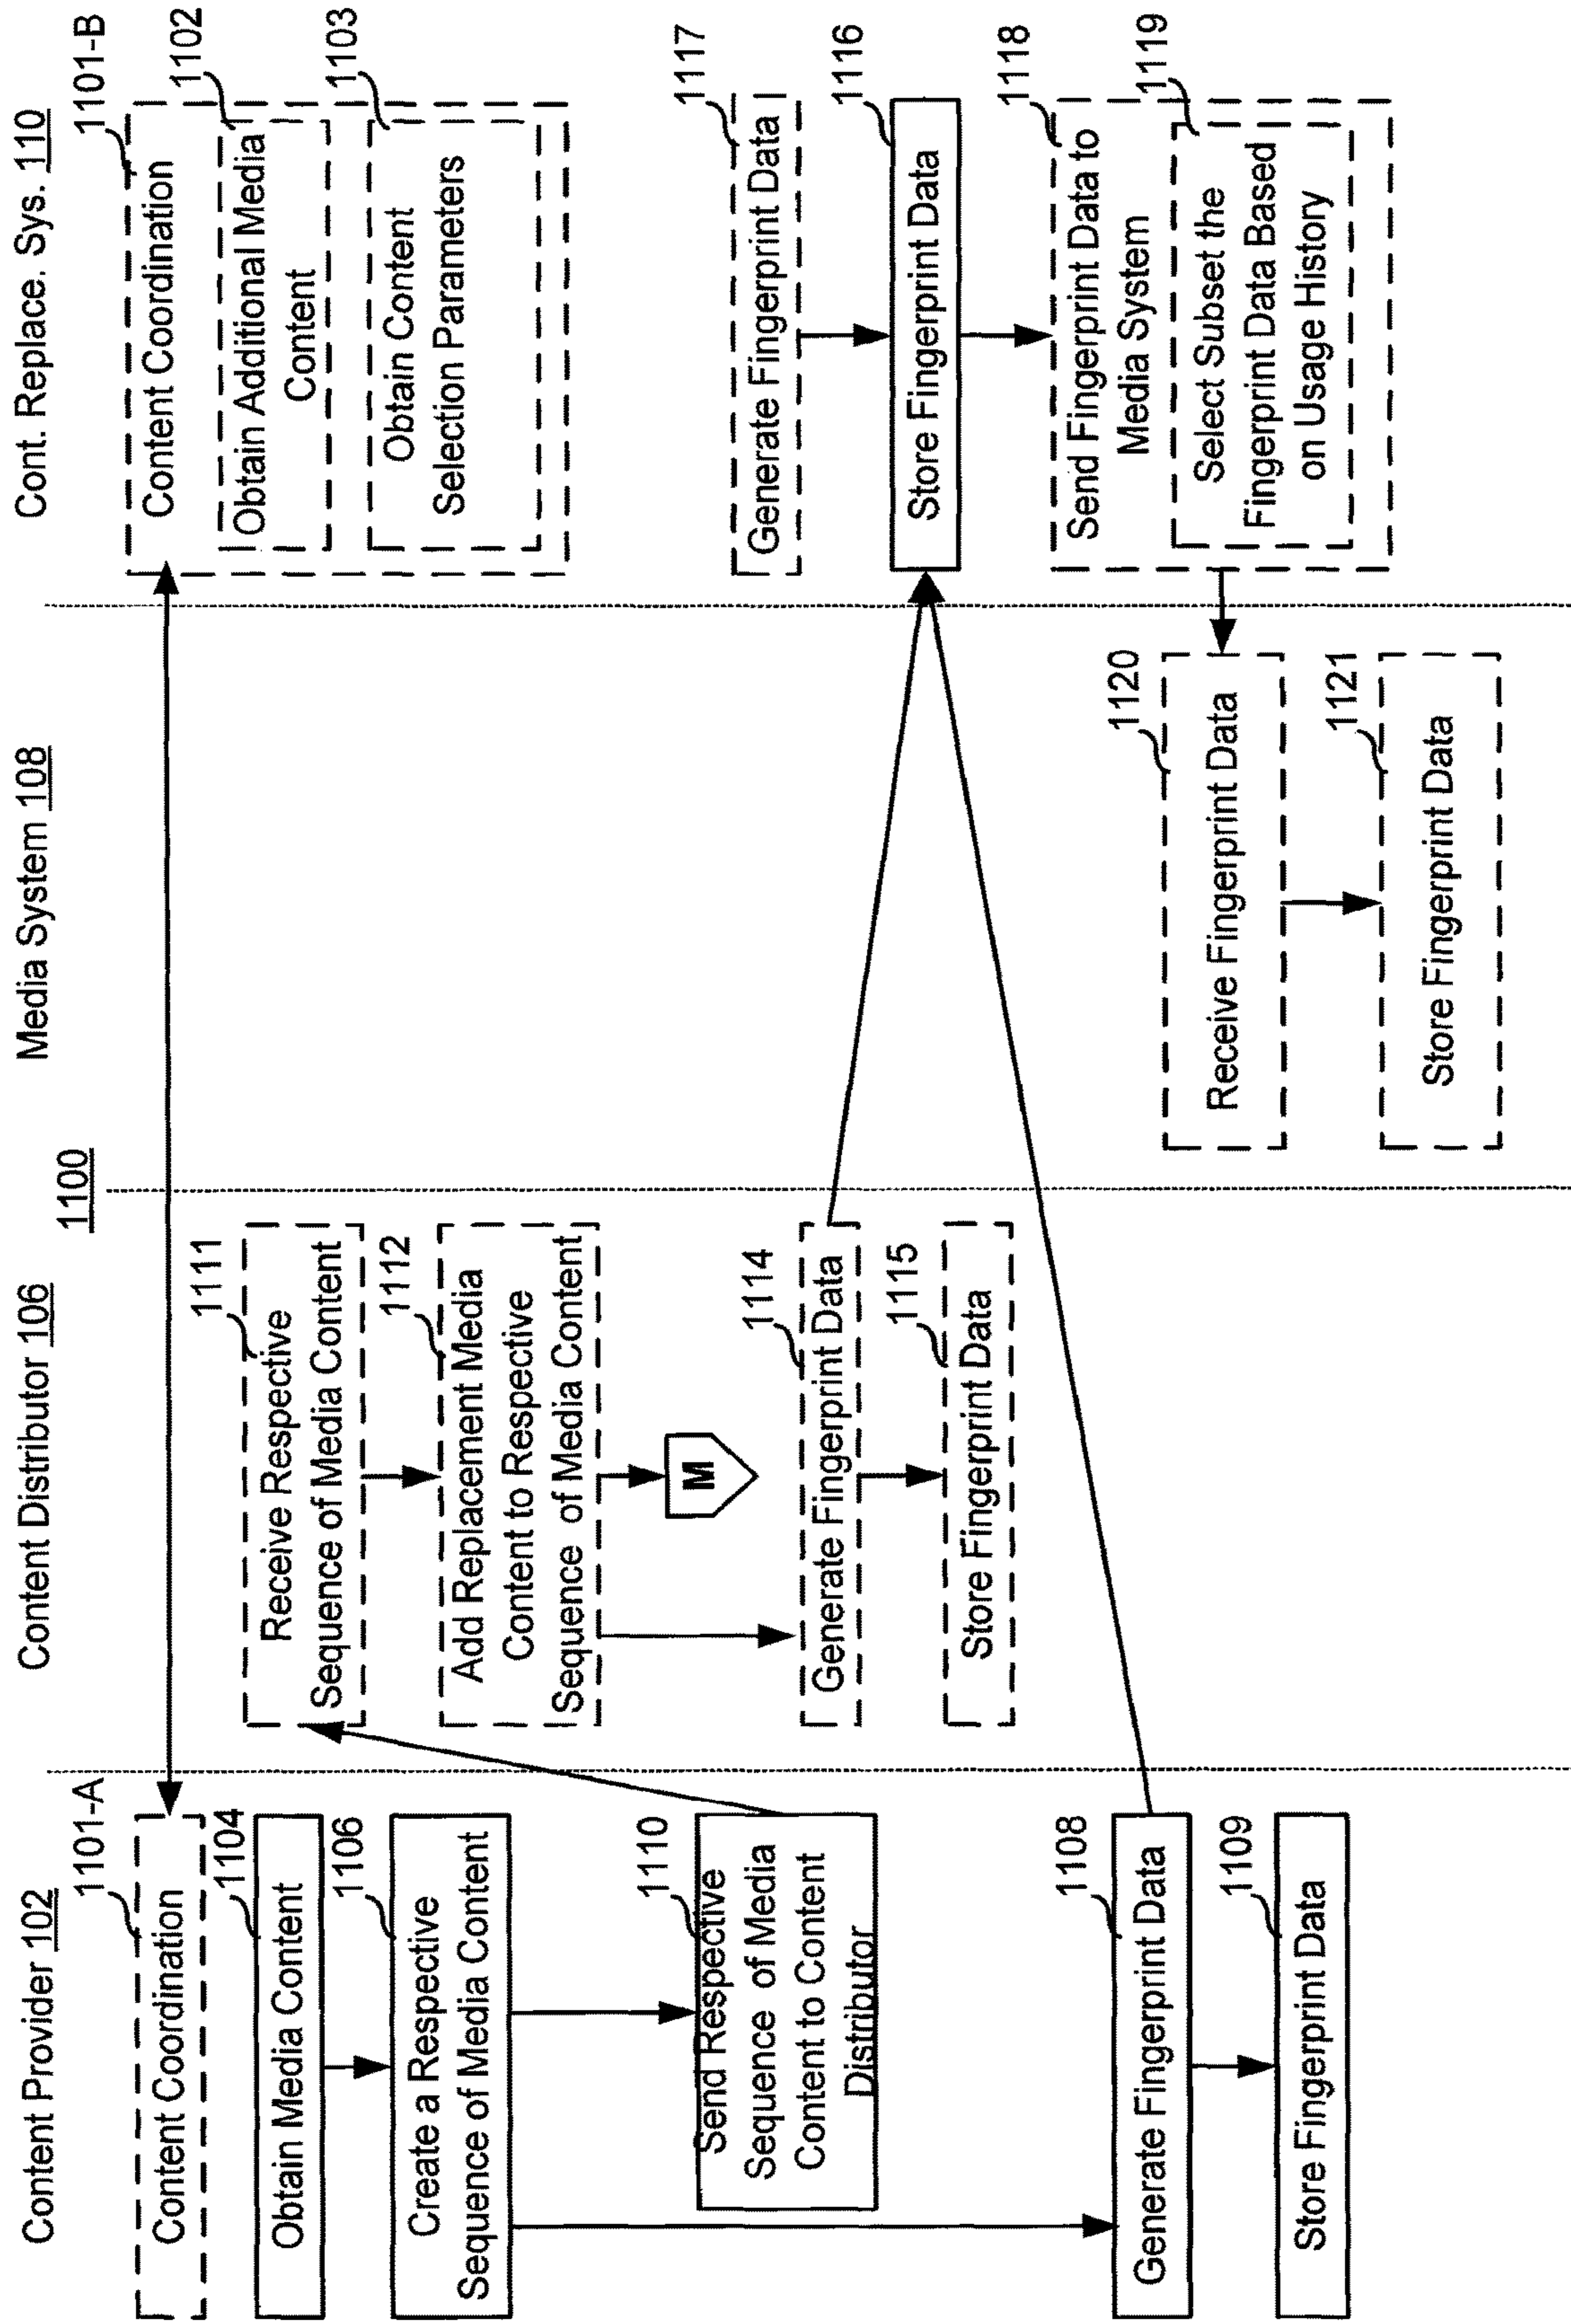 1100
Content Provider 102
1101-A
Content Coordination
1104
Obtain Media Content
1106
Create a Respective
Sequence of Media Content
1110
Send Respective
Sequence of Media
Content to Content
Distributor
1108
Generate Fingerprint Data
1109
Store Fingerprint Data
Content Distributor 106
1111
Receive Respective
Sequence of Media Content
1112
Add Replacement Media
Content to Respective
Sequence of Media Content
M
1114
Generate Fingerprint Data
1115
Store Fingerprint Data
Media System 108
1120
Receive Fingerprint Data
1121
Store Fingerprint Data
Cont. Replace. Sys. 110
1101-B
Content Coordination
1102
Obtain Additional Media
Content
1103
Obtain Content
Selection Parameters
1117
Generate Fingerprint Data
1116
Store Fingerprint Data
1118
Send Fingerprint Data to
Media System
1119
Select Subset the
Fingerprint Data Based
on Usage History